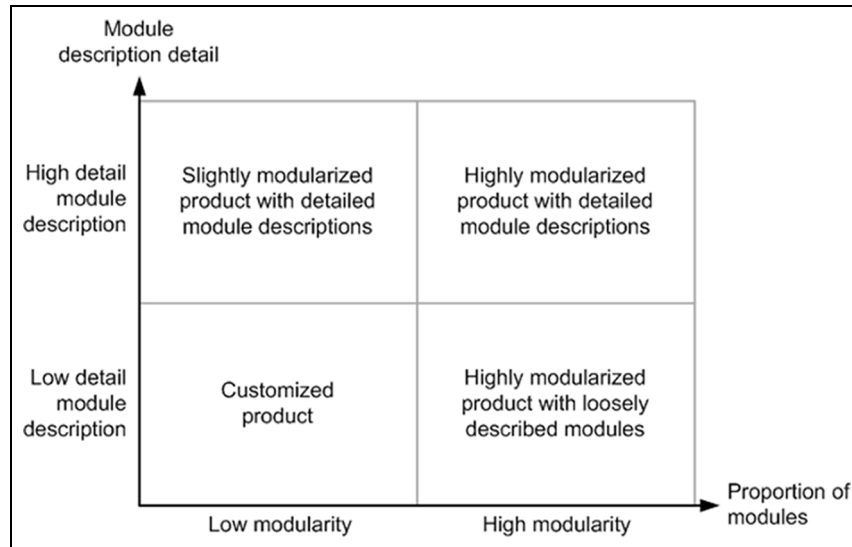 Module
description detail
High detail
module
description
Slightly modularized
product with detailed
module descriptions
Highly modularized
product with detailed
module descriptions
Low detail
module
description
Customized
product
Highly modularized
product with loosely
described modules
Proportion of
modules
Low modularity
High modularity